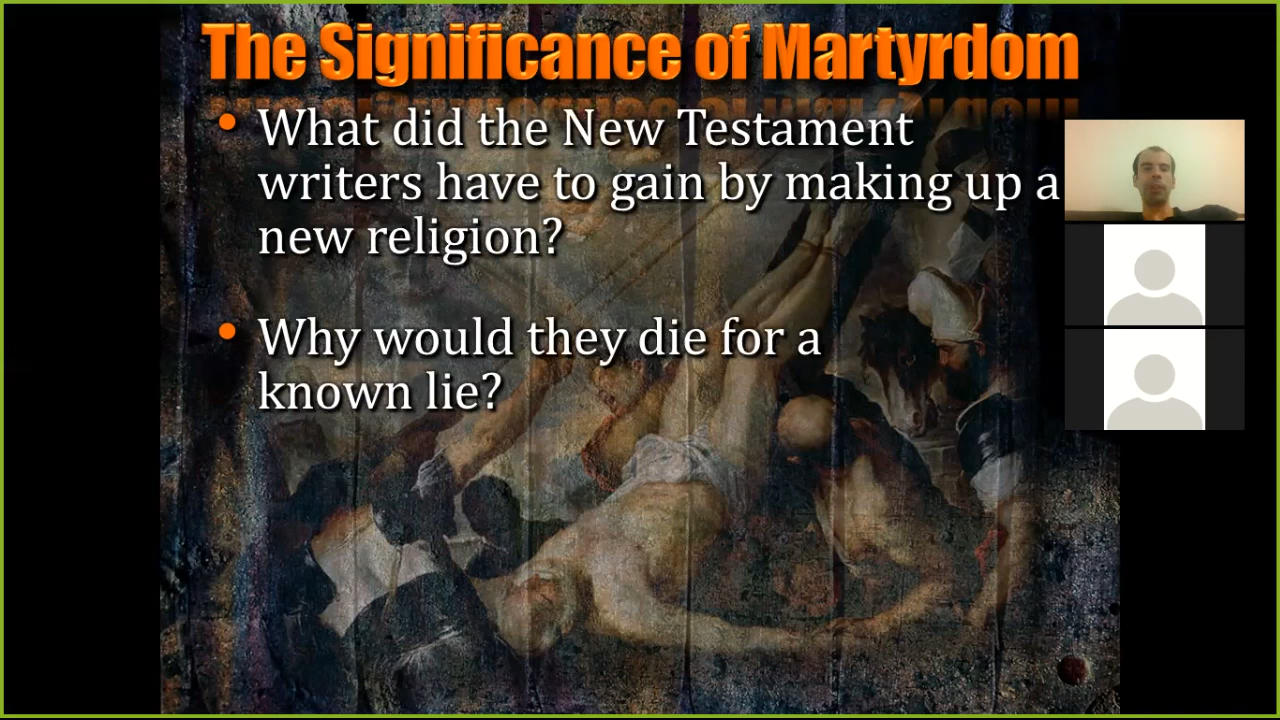 The Significance of Martyrdom
• What did the New Testament
writers have to gain by making up a
new religion?
• Why would they die for a
known lie?